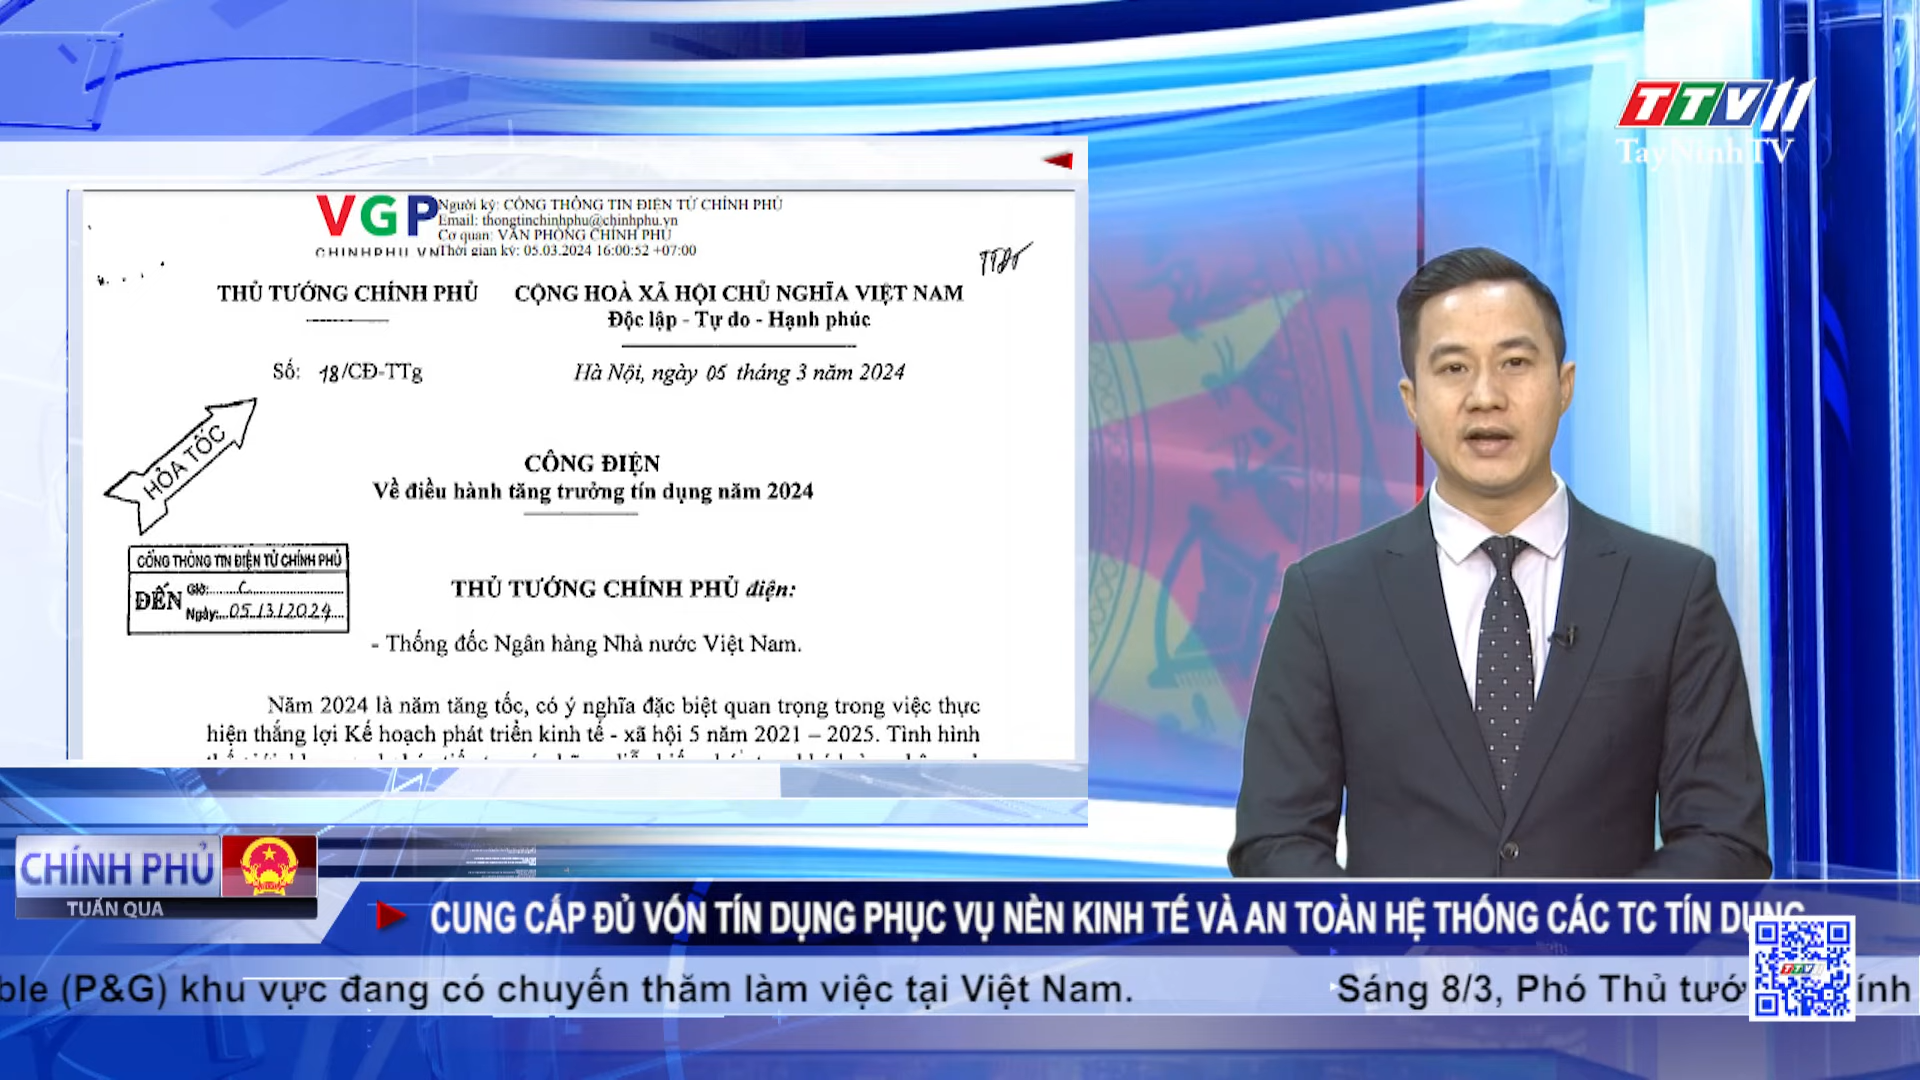 TTV11
TayNinhTV
VGP
CHINHPHU.VN
Người ký: CỔNG THÔNG TIN ĐIỆN TỬ CHÍNH PHỦ
Email: thongtinchinhphu@chinhphu.vn
Cơ quan: VĂN PHÒNG CHÍNH PHỦ
Thời gian ký: 05.03.2024 16:00:52 +07:00
TTĐT
THỦ TƯỚNG CHÍNH PHỦ
CỘNG HOÀ XÃ HỘI CHỦ NGHĨA VIỆT NAM
Độc lập - Tự do - Hạnh phúc
Số: 18/CĐ-TTg
Hà Nội, ngày 05 tháng 3 năm 2024
HỎA TỐC
CÔNG ĐIỆN
Về điều hành tăng trưởng tín dụng năm 2024
CỔNG THÔNG TIN ĐIỆN TỬ CHÍNH PHỦ
ĐẾN
Giờ:.....C.....
Ngày:...05/3/2024...
THỦ TƯỚNG CHÍNH PHỦ điện:
- Thống đốc Ngân hàng Nhà nước Việt Nam.
Năm 2024 là năm tăng tốc, có ý nghĩa đặc biệt quan trọng trong việc thực
hiện thắng lợi Kế hoạch phát triển kinh tế - xã hội 5 năm 2021 – 2025. Tình hình
CHÍNH PHỦ
TUẦN QUA
CUNG CẤP ĐỦ VỐN TÍN DỤNG PHỤC VỤ NỀN KINH TẾ VÀ AN TOÀN HỆ THỐNG CÁC TC TÍN DỤNG
ble (P&G) khu vực đang có chuyến thăm làm việc tại Việt Nam.
Sáng 8/3, Phó Thủ tướ
ính